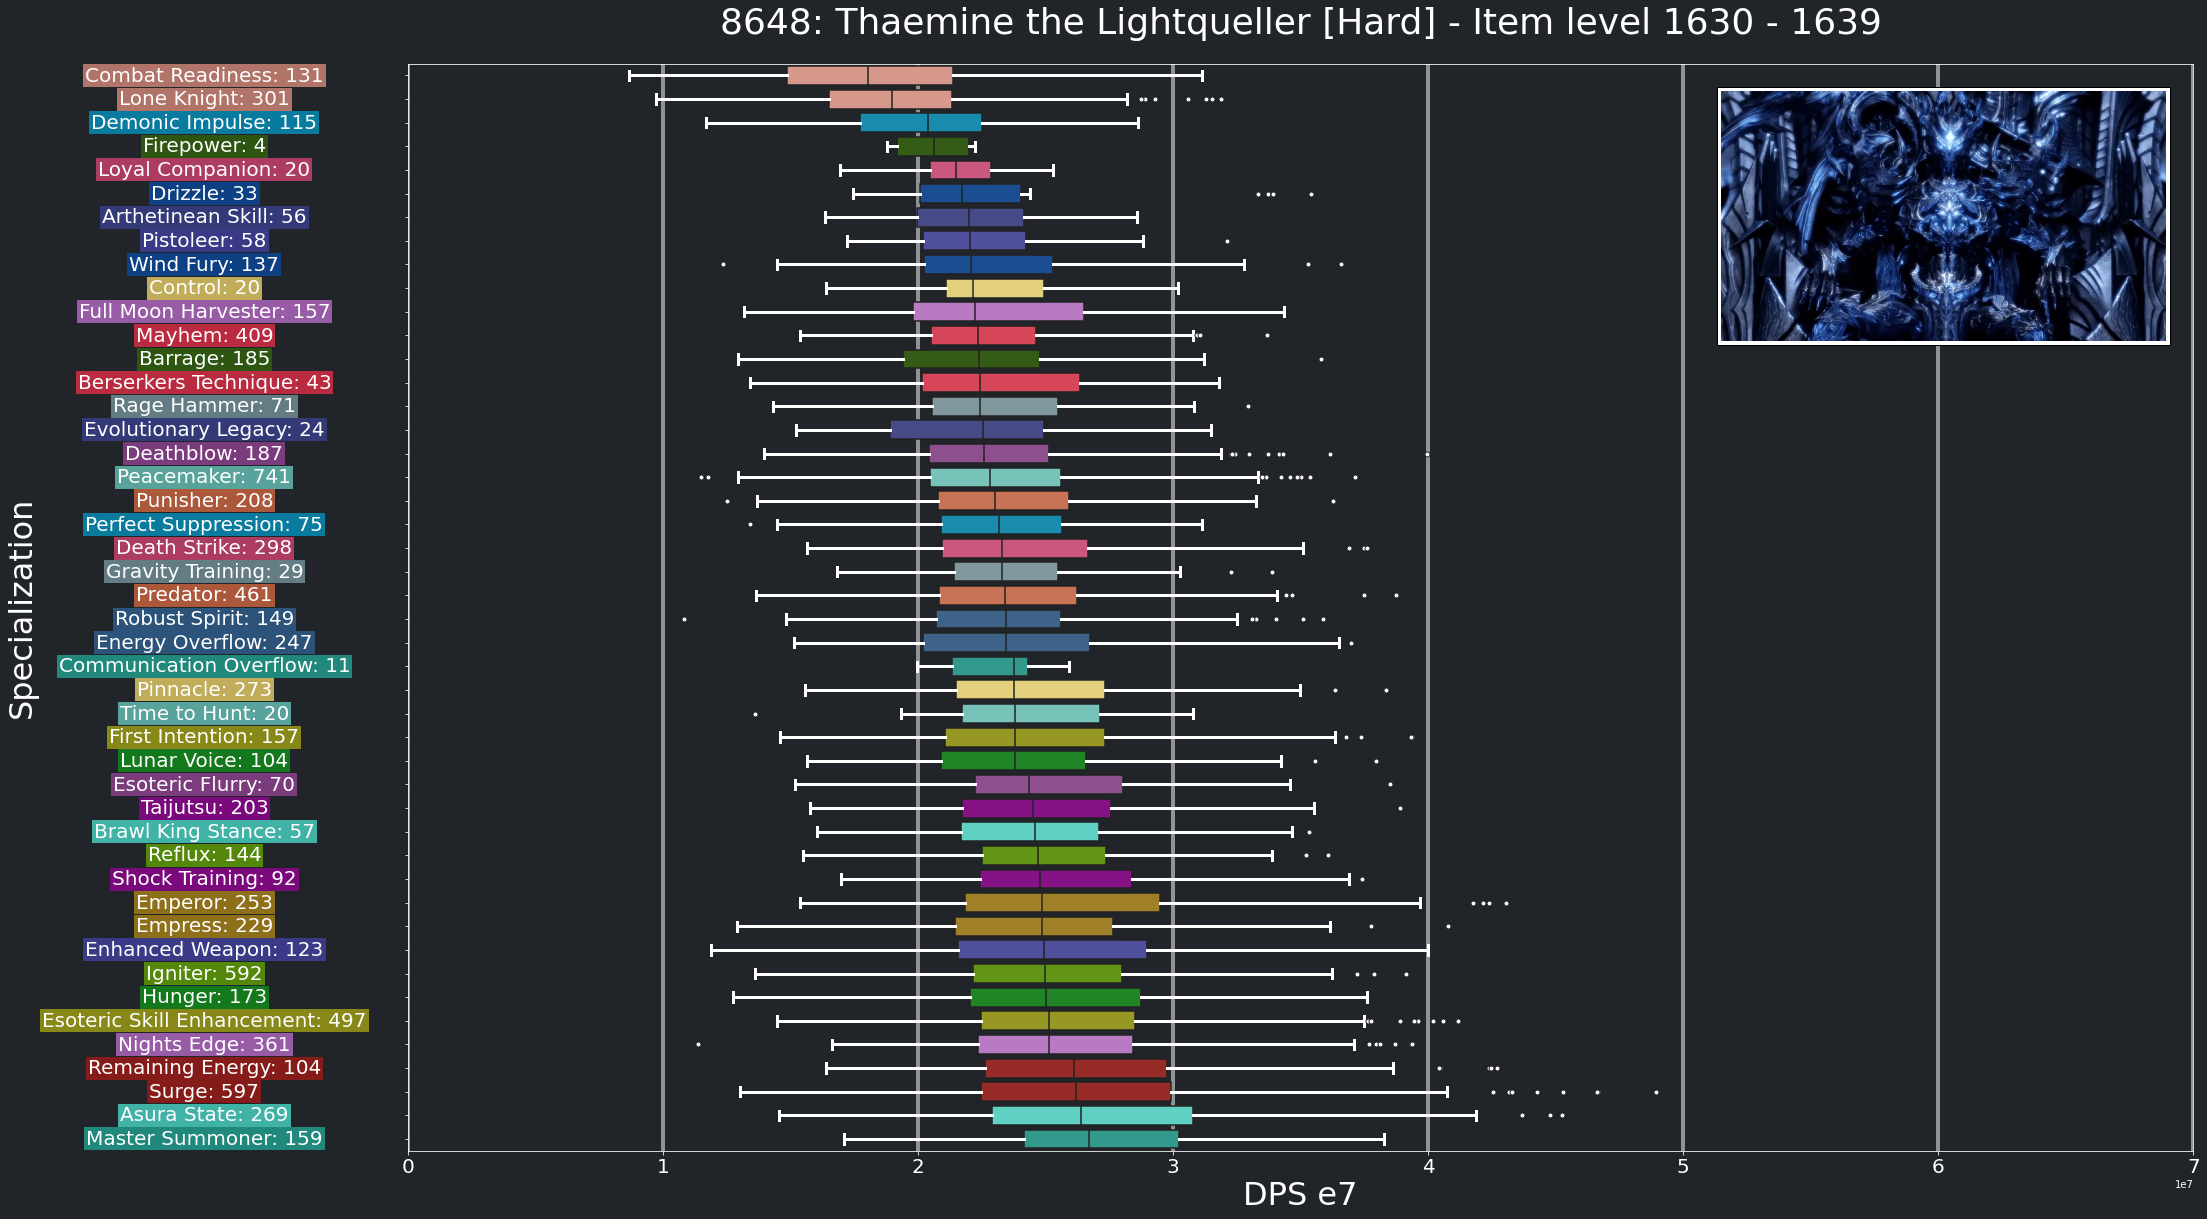 8648: Thaemine the Lightqueller [Hard] - Item level 1630 - 1639
Specialization
Combat Readiness: 131
Lone Knight: 301
Demonic Impulse: 115
Firepower: 4
Loyal Companion: 20
Drizzle: 33
Arthetinean Skill: 56
Pistoleer: 58
Wind Fury: 137
Control: 20
Full Moon Harvester: 157
Mayhem: 409
Barrage: 185
Berserkers Technique: 43
Rage Hammer: 71
Evolutionary Legacy: 24
Deathblow: 187
Peacemaker: 741
Punisher: 208
Perfect Suppression: 75
Death Strike: 298
Gravity Training: 29
Predator: 461
Robust Spirit: 149
Energy Overflow: 247
Communication Overflow: 11
Pinnacle: 273
Time to Hunt: 20
First Intention: 157
Lunar Voice: 104
Esoteric Flurry: 70
Taijutsu: 203
Brawl King Stance: 57
Reflux: 144
Shock Training: 92
Emperor: 253
Empress: 229
Enhanced Weapon: 123
Igniter: 592
Hunger: 173
Esoteric Skill Enhancement: 497
Nights Edge: 361
Remaining Energy: 104
Surge: 597
Asura State: 269
Master Summoner: 159
0 1 2 3 4 5 6 7
1e7
DPS e7